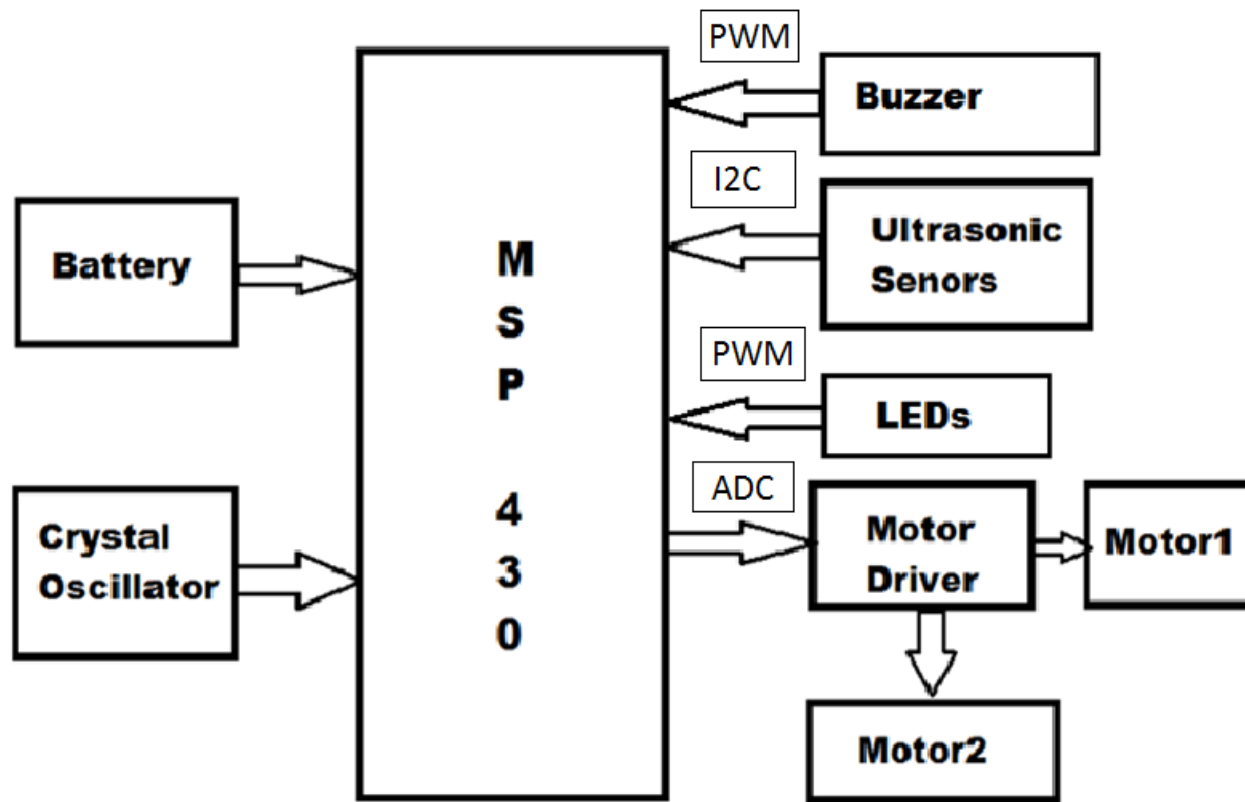 PWM
Buzzer
I2C
Ultrasonic
Senors
Battery
M
S
P
4
3
0
PWM
LEDs
ADC
Crystal
Oscillator
Motor
Driver
Motor1
Motor2